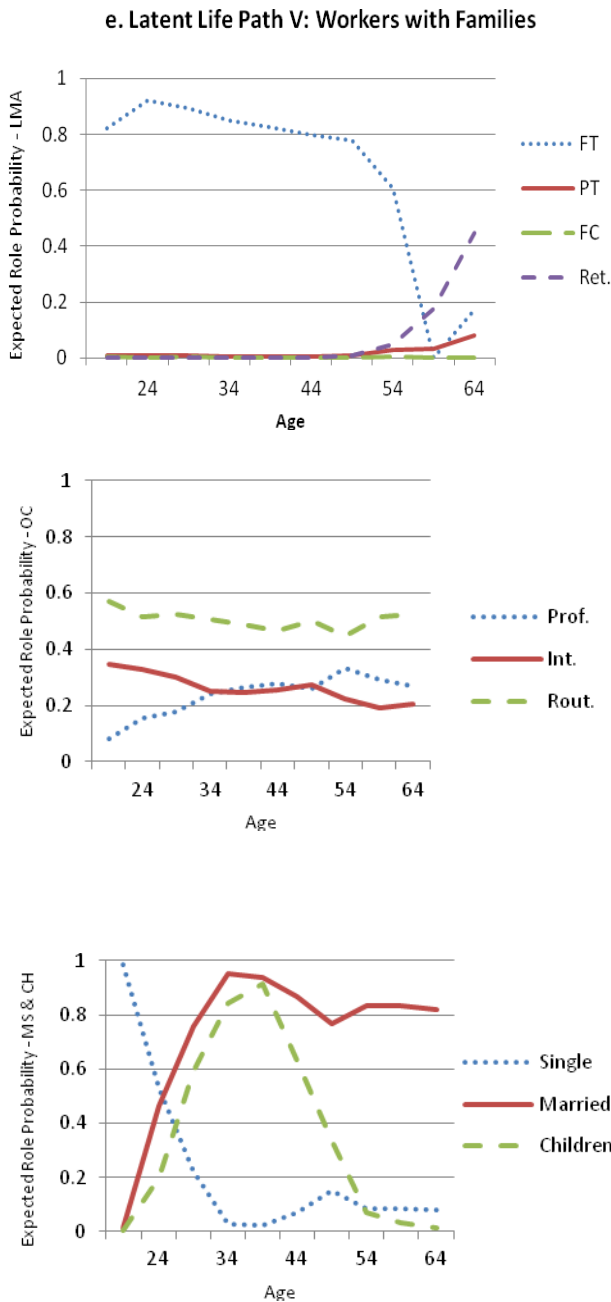 e. Latent Life Path V: Workers with Families
Expected Role Probability - LMA
1
0.8
0.6
0.4
0.2
0
24 34 44 54 64
Age
FT
PT
FC
Ret.
Expected Role Probability - OC
1
0.8
0.6
0.4
0.2
0
24 34 44 54 64
Age
Prof.
Int.
Rout.
Expected Role Probability - MS & CH
1
0.8
0.6
0.4
0.2
0
24 34 44 54 64
Age
Single
Married
Children